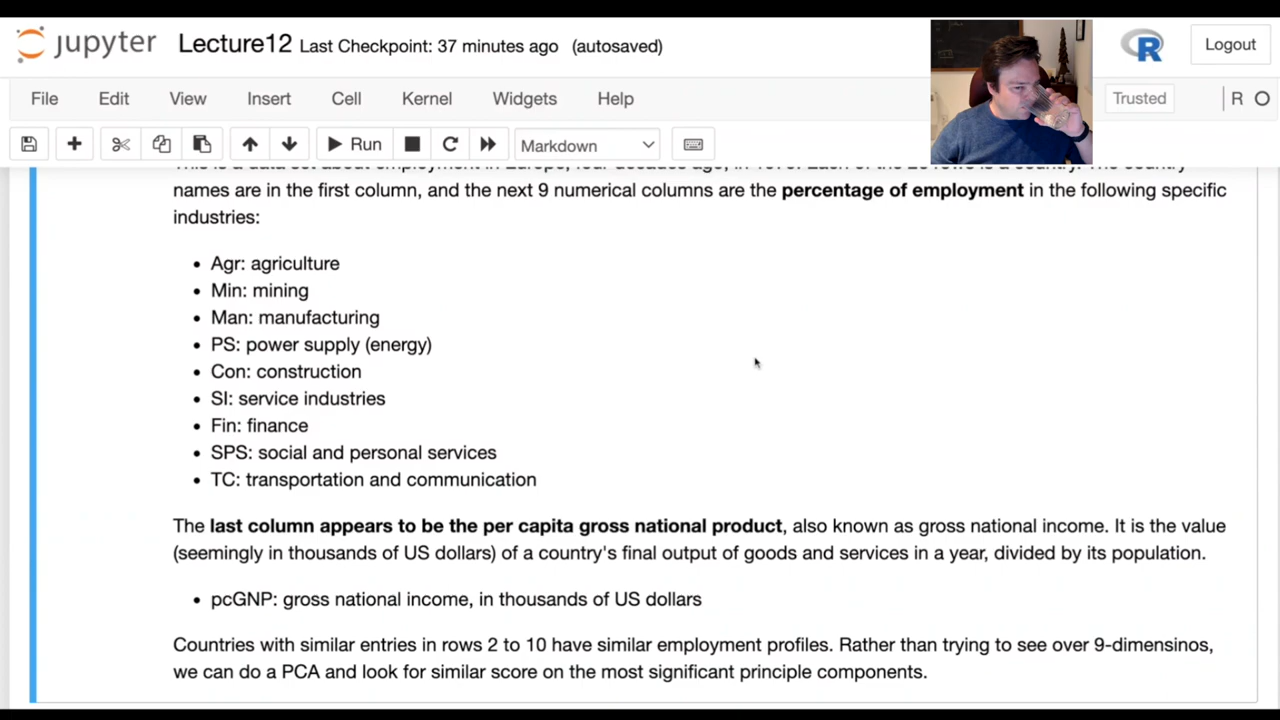 jupyter Lecture12 Last Checkpoint: 37 minutes ago (autosaved) R Logout
File Edit View Insert Cell Kernel Widgets Help Trusted R
Run Markdown
names are in the first column, and the next 9 numerical columns are the percentage of employment in the following specific
industries:
Agr: agriculture
Min: mining
Man: manufacturing
PS: power supply (energy)
Con: construction
SI: service industries
Fin: finance
SPS: social and personal services
TC: transportation and communication
The last column appears to be the per capita gross national product, also known as gross national income. It is the value
(seemingly in thousands of US dollars) of a country's final output of goods and services in a year, divided by its population.
pcGNP: gross national income, in thousands of US dollars
Countries with similar entries in rows 2 to 10 have similar employment profiles. Rather than trying to see over 9-dimensinos,
we can do a PCA and look for similar score on the most significant principle components.